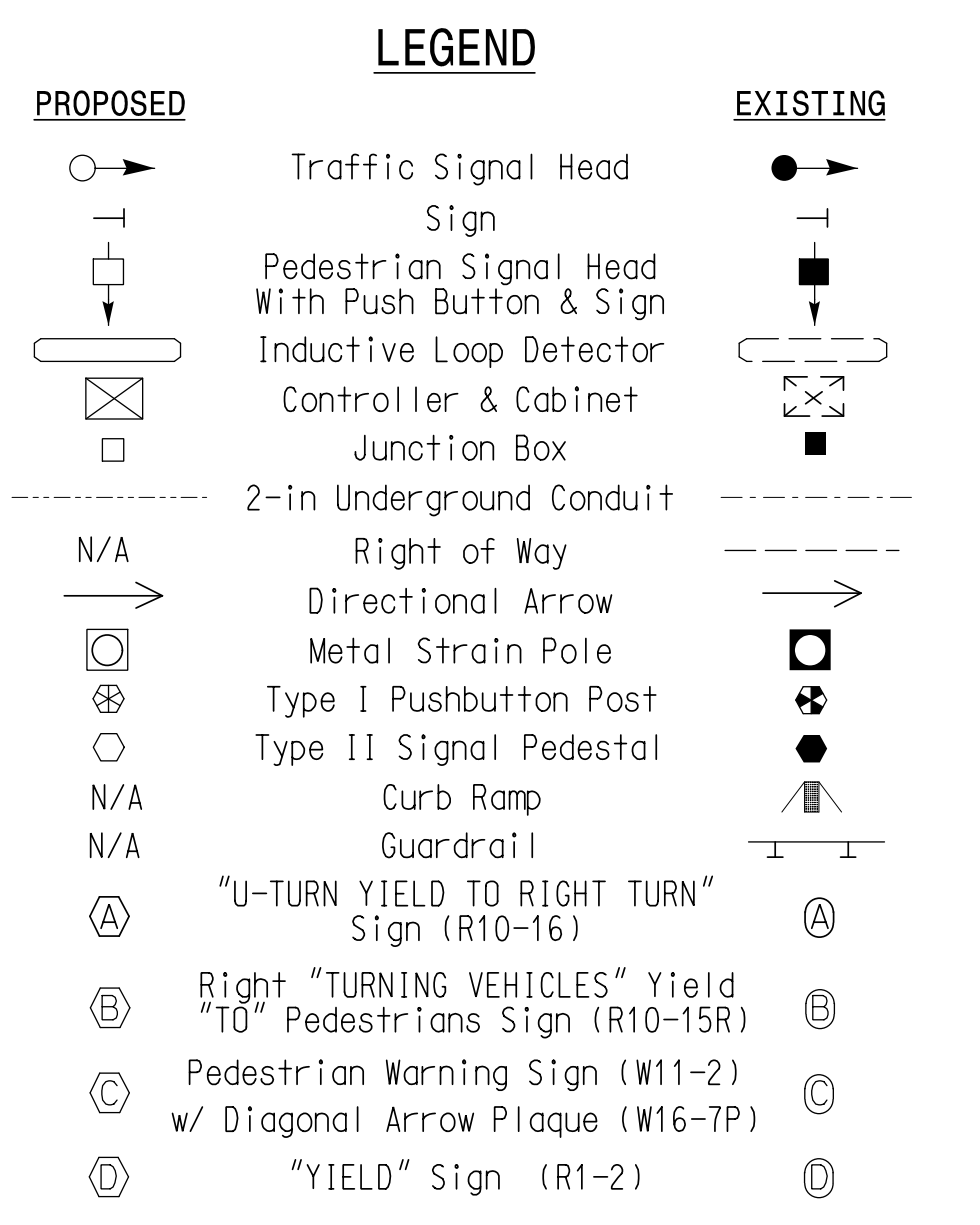 LEGEND
PROPOSED EXISTING
Traffic Signal Head
Sign
Pedestrian Signal Head
With Push Button & Sign
Inductive Loop Detector
Controller & Cabinet
Junction Box
2-in Underground Conduit
N/A Right of Way
Directional Arrow
Metal Strain Pole
Type I Pushbutton Post
Type II Signal Pedestal
N/A Curb Ramp
N/A Guardrail
"U-TURN YIELD TO RIGHT TURN"
A Sign (R10-16) A
Right "TURNING VEHICLES" Yield
B "TO" Pedestrians Sign (R10-15R) B
Pedestrian Warning Sign (W11-2)
C w/ Diagonal Arrow Plaque (W16-7P) C
D "YIELD" Sign (R1-2) D